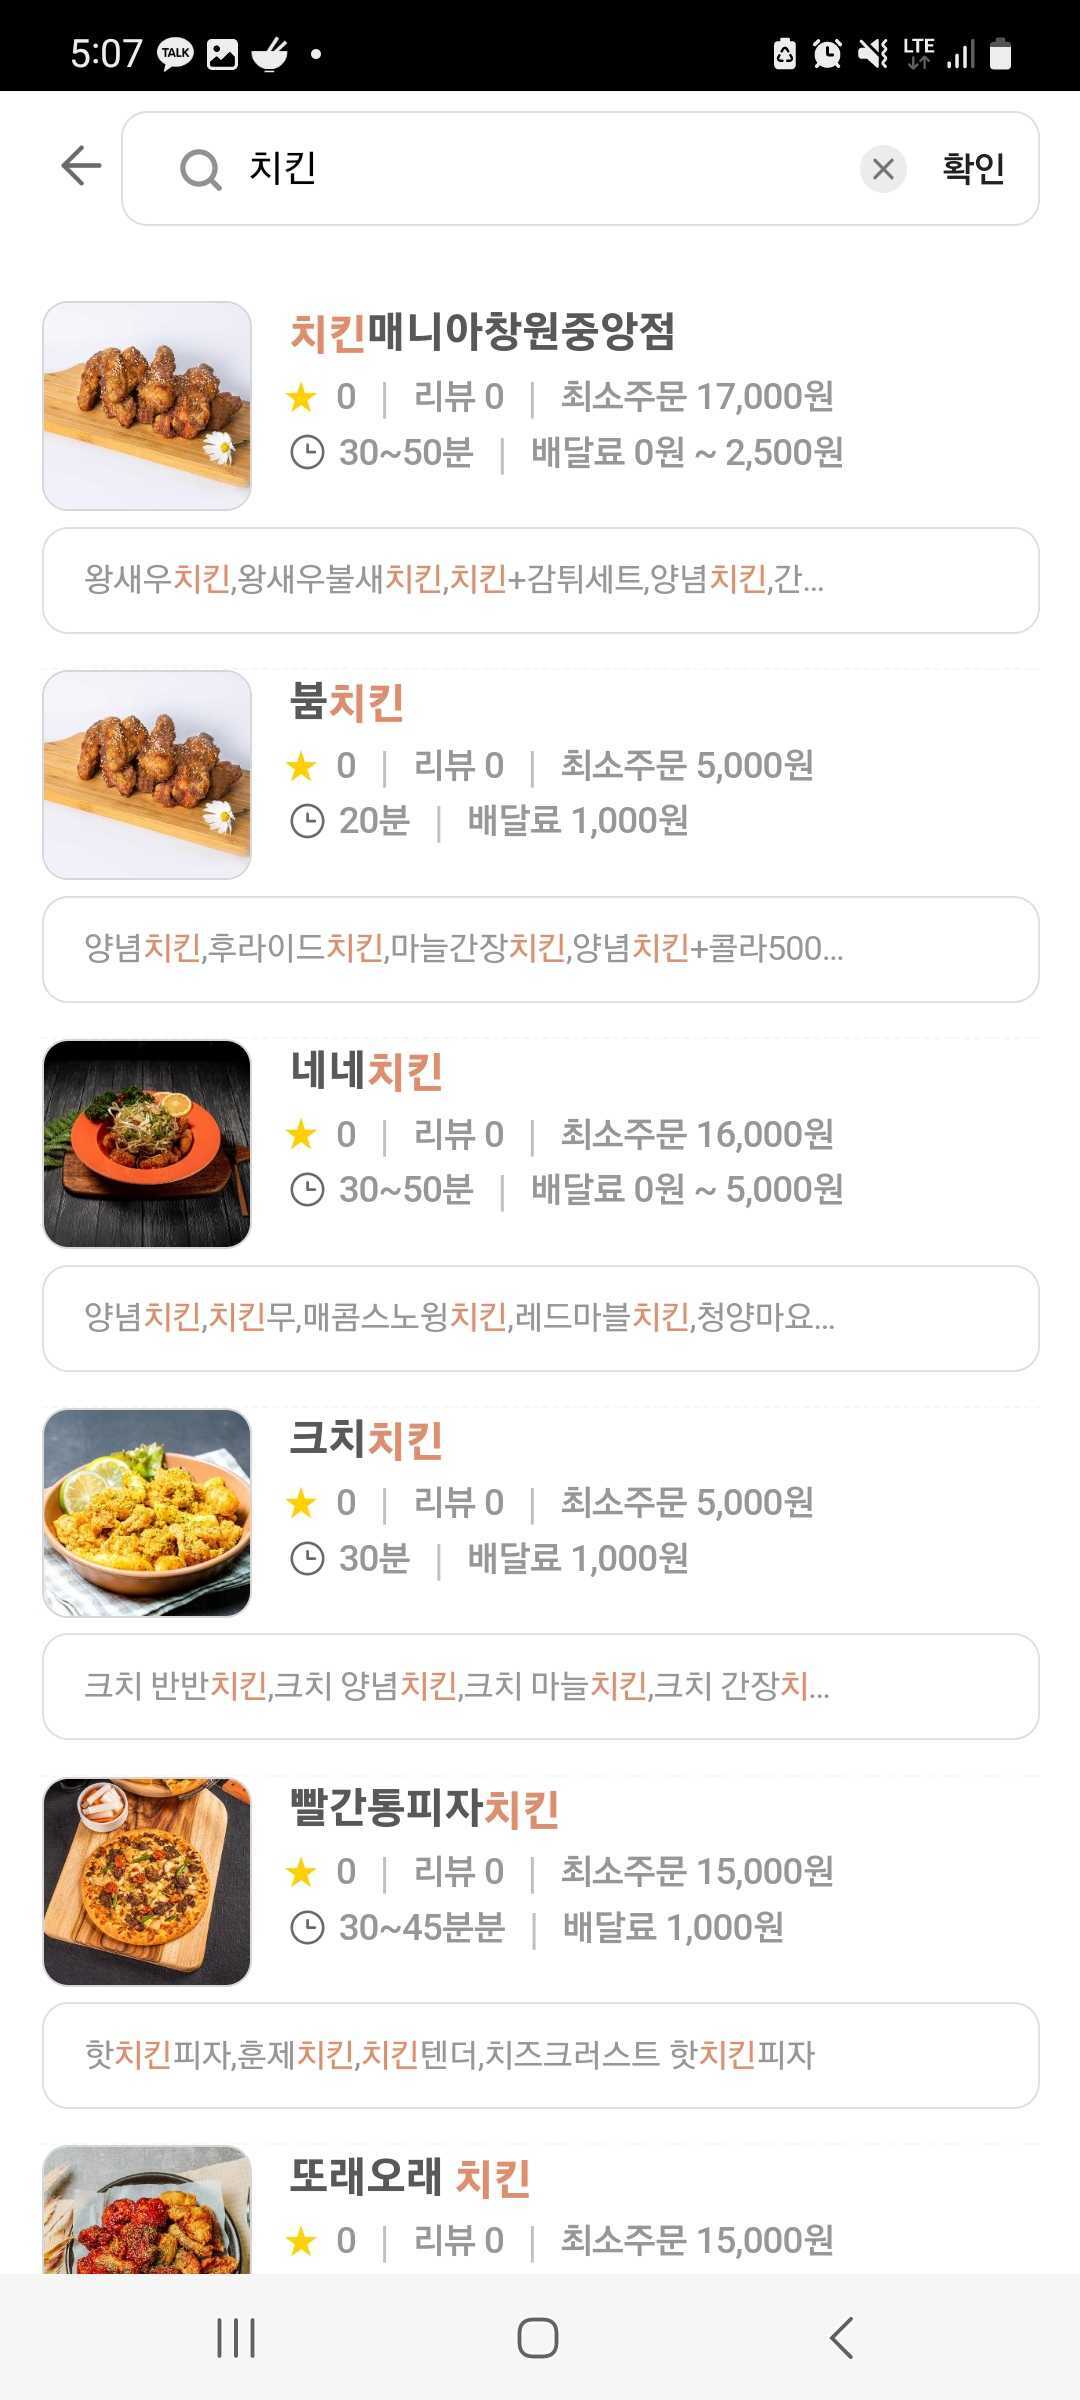 5:07 TALK LTE
치킨 확인
치킨매니아창원중앙점
0 | 리뷰 0 | 최소주문 17,000원
30~50분 | 배달료 0원 ~ 2,500원
왕새우치킨,왕새우불새치킨,치킨+감튀세트,양념치킨,간...
붐치킨
0 | 리뷰 0 | 최소주문 5,000원
20분 | 배달료 1,000원
양념치킨,후라이드치킨,마늘간장치킨,양념치킨+콜라500...
네네치킨
0 | 리뷰 0 | 최소주문 16,000원
30~50분 | 배달료 0원 ~ 5,000원
양념치킨,치킨무,매콤스노윙치킨,레드마블치킨,청양마요...
크치치킨
0 | 리뷰 0 | 최소주문 5,000원
30분 | 배달료 1,000원
크치 반반치킨,크치 양념치킨,크치 마늘치킨,크치 간장치...
빨간통피자치킨
0 | 리뷰 0 | 최소주문 15,000원
30~45분분 | 배달료 1,000원
핫치킨피자,훈제치킨,치킨텐더,치즈크러스트 핫치킨피자
또래오래 치킨
0 | 리뷰 0 | 최소주문 15,000원